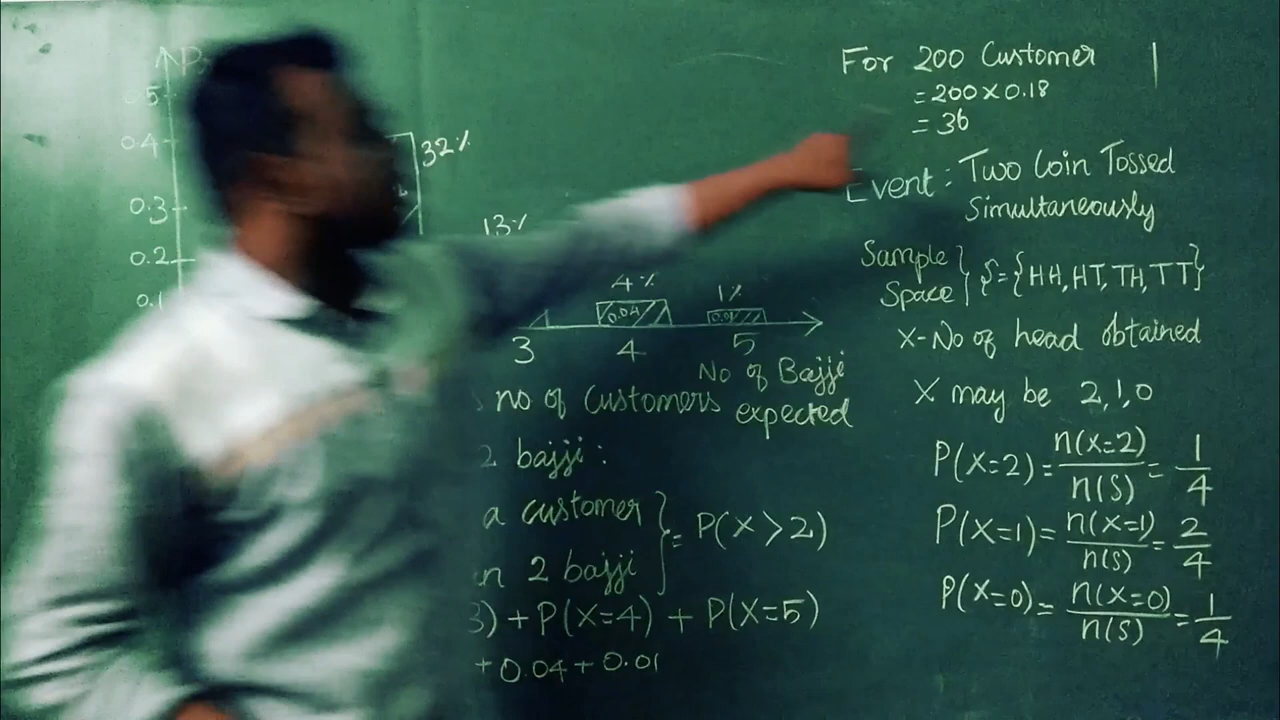 P
0.5
0.4
0.3
0.2
0.1
32%
13%
4%
0.04
1%
0.01
3 4 5
No of Bajji
no of Customers expected
2 bajji :
a customer
2 bajji
} = P(X>2)
3) + P(X=4) + P(X=5)
+ 0.04 + 0.01
For 200 Customer
= 200 X 0.18
= 36
Event : Two Coin Tossed
Simultaneously
Sample
Space } S = {HH, HT, TH, TT}
X - No of head obtained
X may be 2, 1, 0
P(X=2) = n(X=2)/n(S) = 1/4
P(X=1) = n(X=1)/n(S) = 2/4
P(X=0) = n(X=0)/n(S) = 1/4